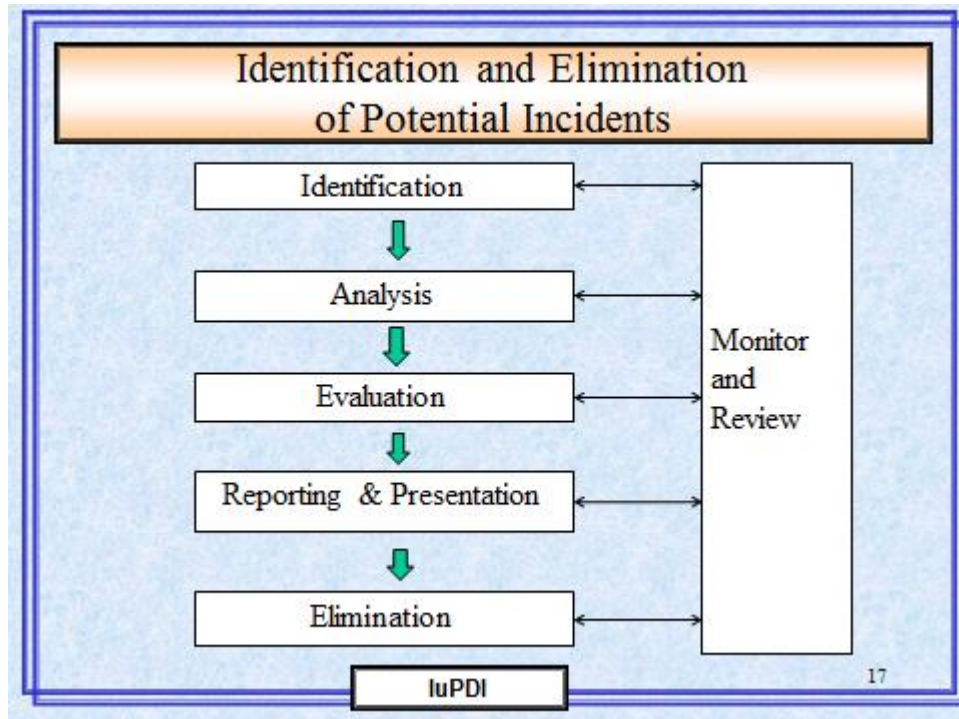 Identification and Elimination
of Potential Incidents
Identification
Analysis
Evaluation
Reporting & Presentation
Elimination
Monitor
and
Review
17
IuPDI